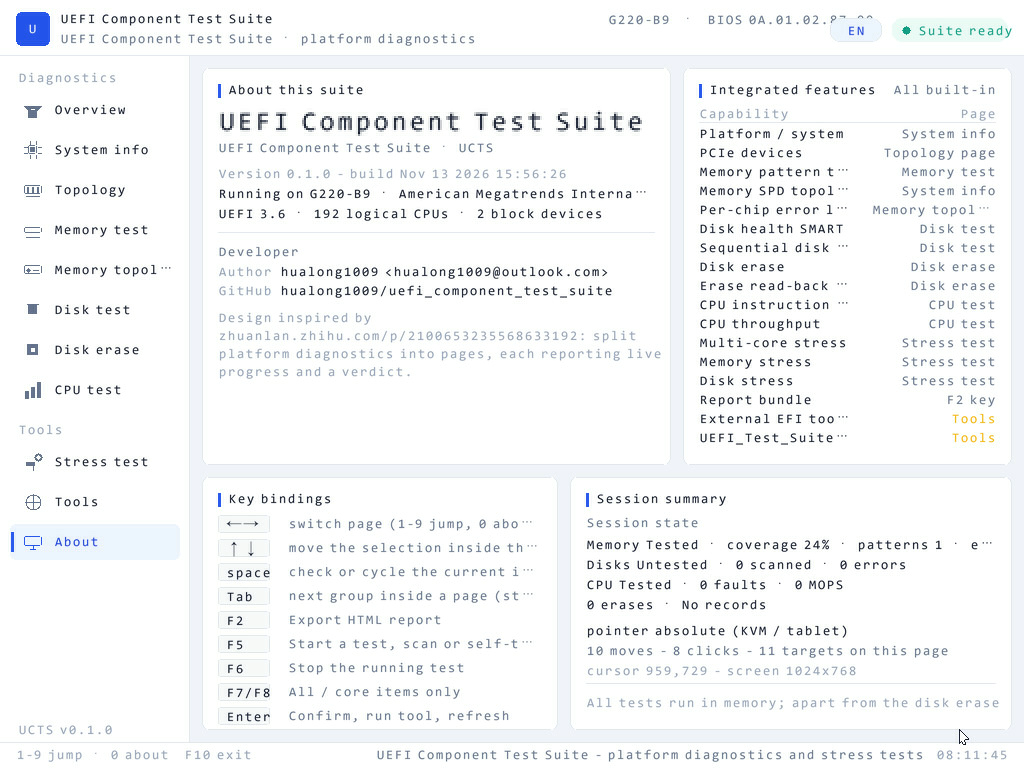 U
UEFI Component Test Suite
UEFI Component Test Suite · platform diagnostics
G220-B9 · BIOS 0A.01.02.
EN
Suite ready
Diagnostics
Overview
System info
Topology
Memory test
Memory topol···
Disk test
Disk erase
CPU test
Tools
Stress test
Tools
About
UCTS v0.1.0
About this suite
UEFI Component Test Suite
UEFI Component Test Suite · UCTS
Version 0.1.0 - build Nov 13 2026 15:56:26
Running on G220-B9 · American Megatrends Interna···
UEFI 3.6 · 192 logical CPUs · 2 block devices
Developer
Author hualong1009 <hualong1009@outlook.com>
GitHub hualong1009/uefi_component_test_suite
Design inspired by
zhuanlan.zhihu.com/p/2100653235568633192: split
platform diagnostics into pages, each reporting live
progress and a verdict.
Integrated features All built-in
Capability Page
Platform / system System info
PCIe devices Topology page
Memory pattern t··· Memory test
Memory SPD topol··· System info
Per-chip error l··· Memory topol···
Disk health SMART Disk test
Sequential disk ··· Disk test
Disk erase Disk erase
Erase read-back ··· Disk erase
CPU instruction ··· CPU test
CPU throughput CPU test
Multi-core stress Stress test
Memory stress Stress test
Disk stress Stress test
Report bundle F2 key
External EFI too··· Tools
UEFI_Test_Suite··· Tools
Key bindings
←→ switch page (1-9 jump, 0 abo···
↑ ↓ move the selection inside th···
space check or cycle the current i···
Tab next group inside a page (st···
F2 Export HTML report
F5 Start a test, scan or self-t···
F6 Stop the running test
F7/F8 All / core items only
Enter Confirm, run tool, refresh
Session summary
Session state
Memory Tested · coverage 24% · patterns 1 · e···
Disks Untested · 0 scanned · 0 errors
CPU Tested · 0 faults · 0 MOPS
0 erases · No records
pointer absolute (KVM / tablet)
10 moves - 8 clicks - 11 targets on this page
cursor 959,729 - screen 1024x768
All tests run in memory; apart from the disk erase
1-9 jump · 0 about F10 exit
UEFI Component Test Suite - platform diagnostics and stress tests 08:11:45